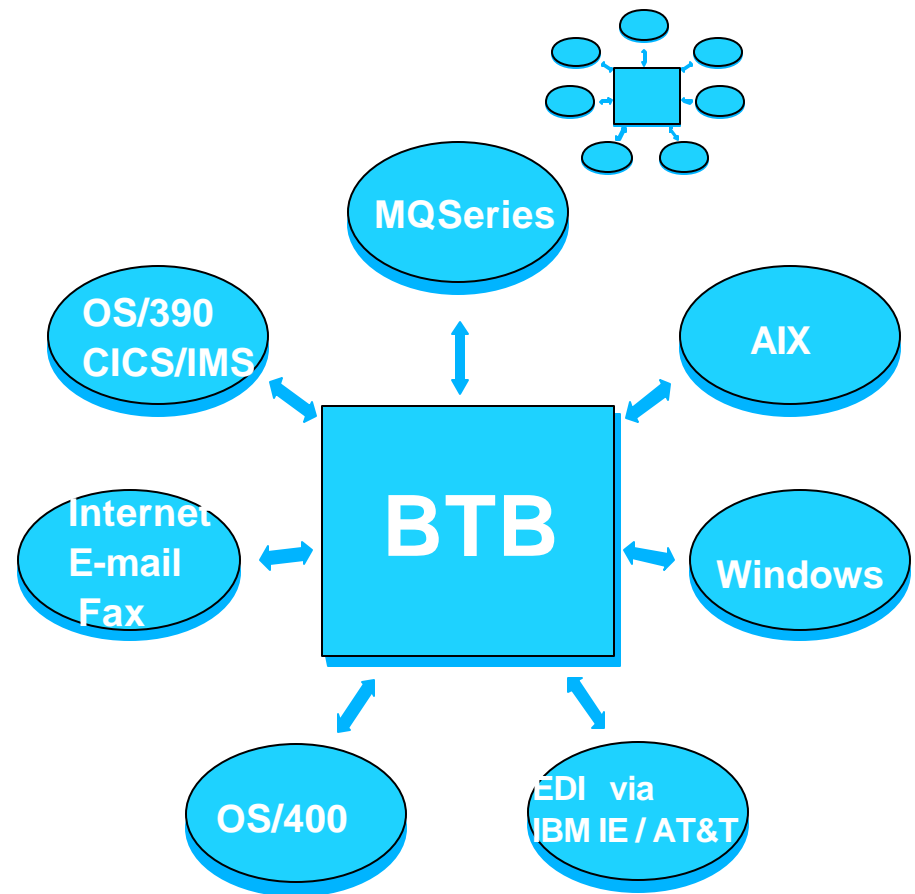 MQSeries
OS/390
CICS/IMS
AIX
BTB
Internet
E-mail
Fax
Windows
OS/400
EDI via
IBM IE / AT&T